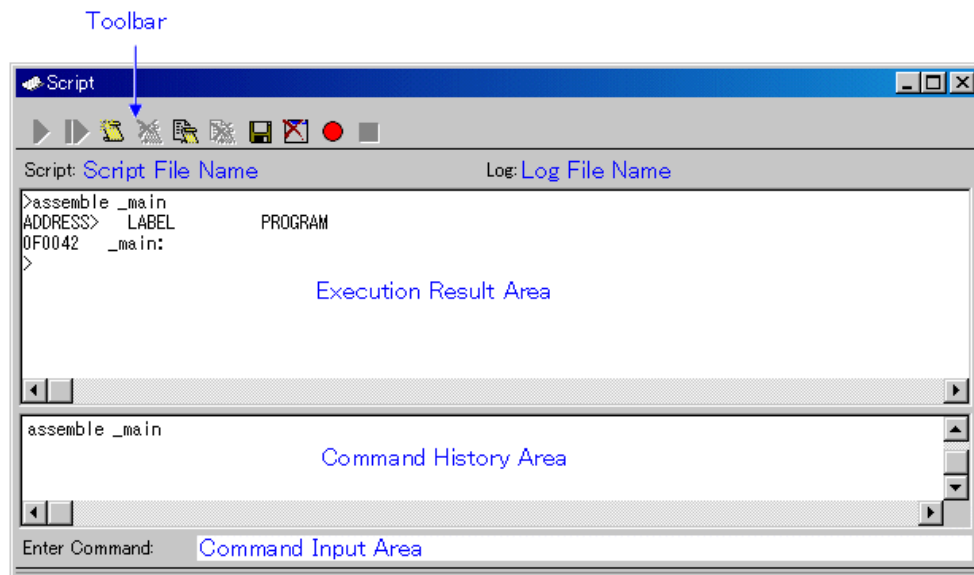 Toolbar
Script
Script: Script File Name Log: Log File Name
>assemble _main
ADDRESS> LABEL PROGRAM
0F0042 _main:
>
Execution Result Area
assemble _main
Command History Area
Enter Command: Command Input Area